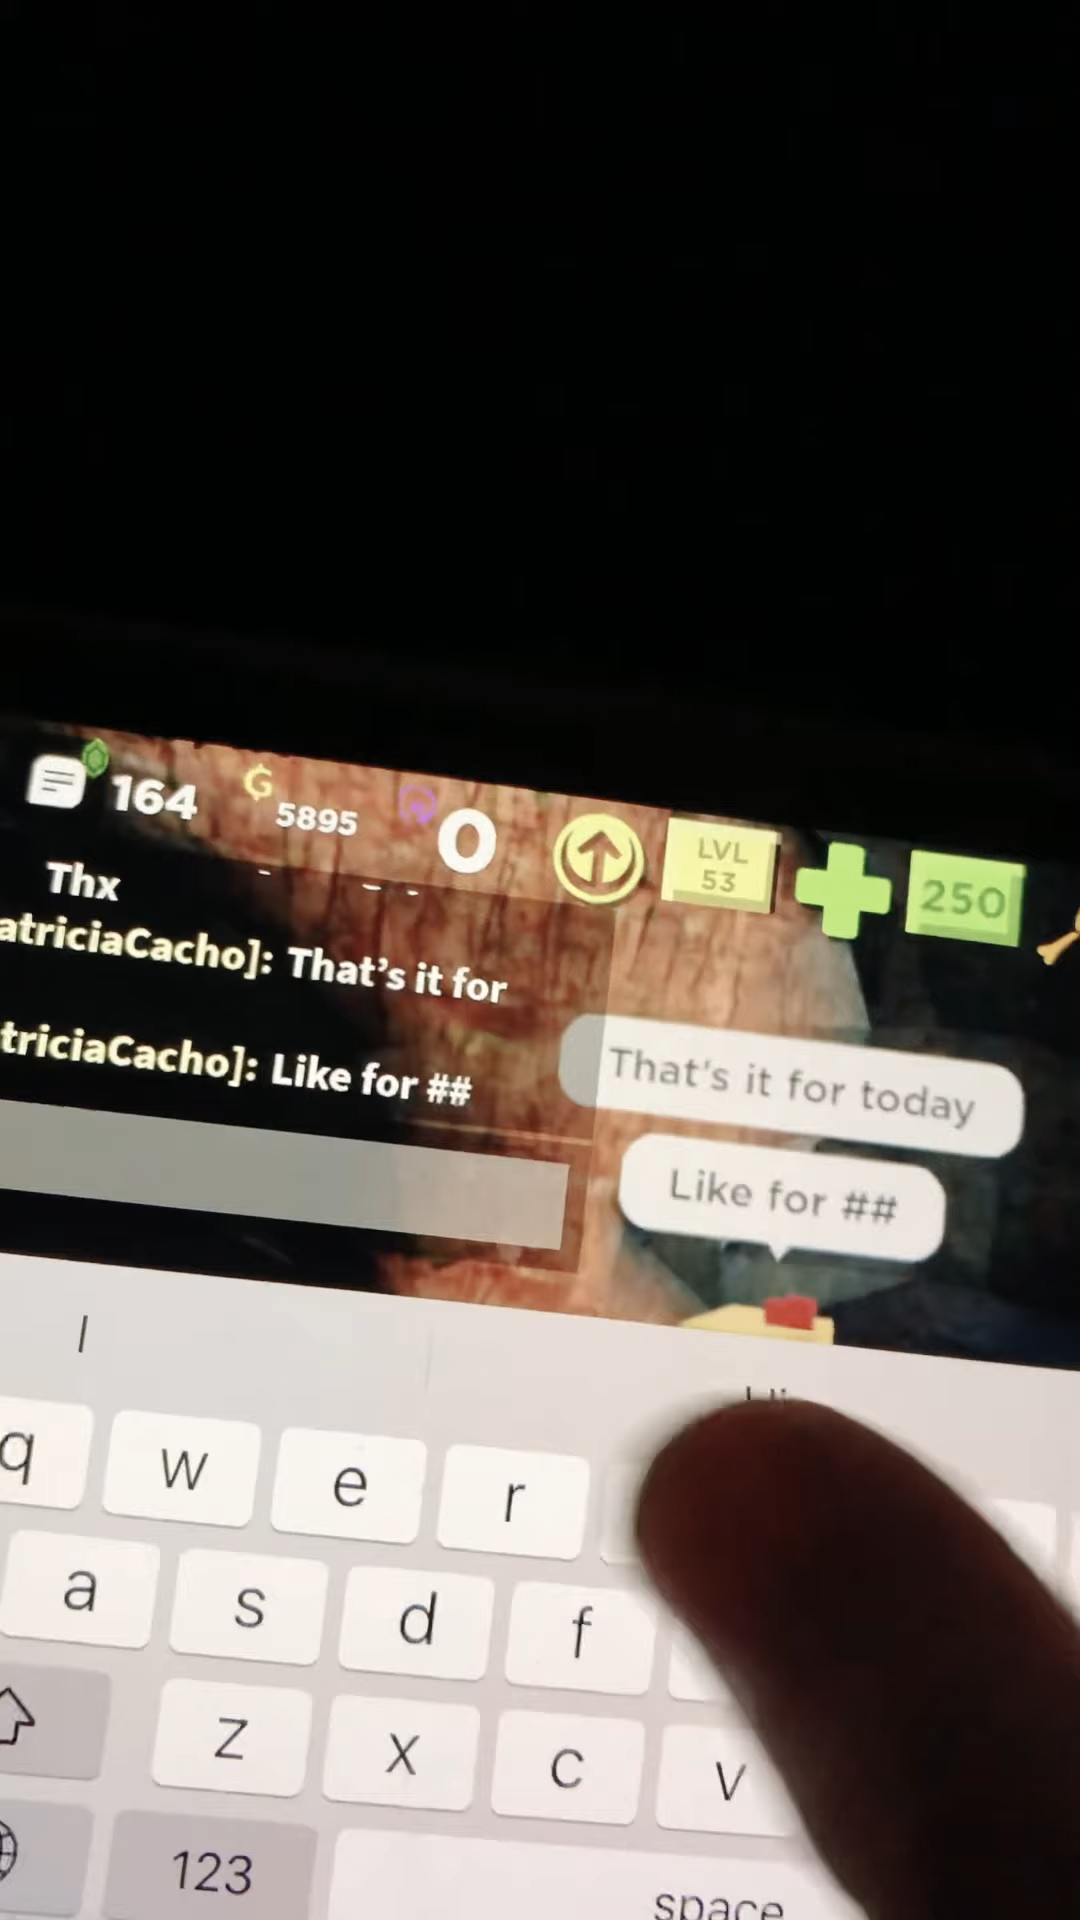 164
5895
0
LVL
53
250
Thx
atriciaCacho]: That's it for
triciaCacho]: Like for ##
That's it for today
Like for ##
I
q w e r
a s d f
z x c v
123
space